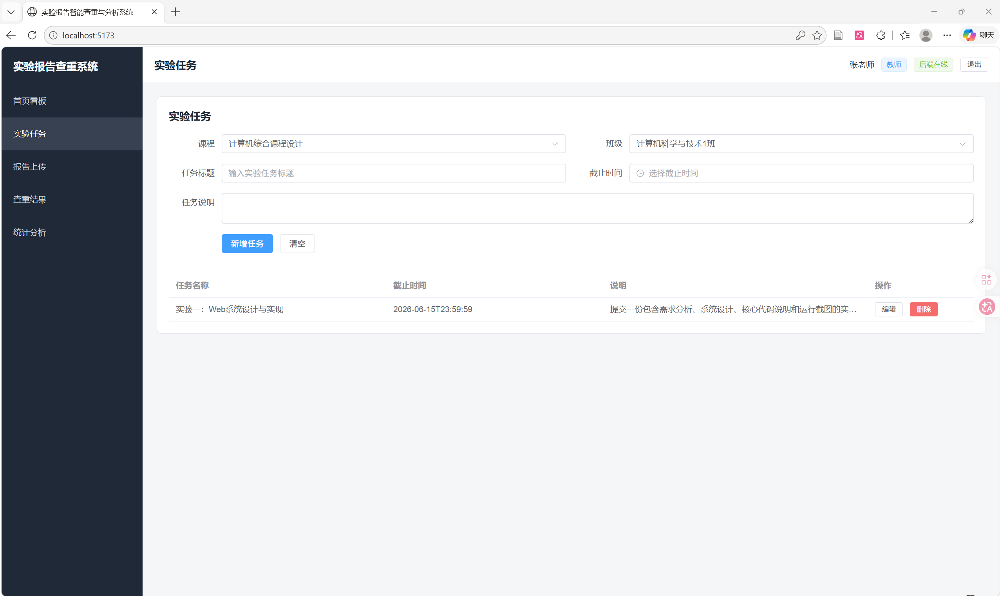 实验报告智能查重与分析系统
localhost:5173
聊天
实验报告查重系统
首页看板
实验任务
报告上传
查重结果
统计分析
实验任务
张老师 教师 后端在线 退出
实验任务
课程 计算机综合课程设计 班级 计算机科学与技术1班
任务标题 输入实验任务标题 截止时间 选择截止时间
任务说明
新增任务 清空
任务名称 截止时间 说明 操作
实验一：Web系统设计与实现 2026-06-15T23:59:59 提交一份包含需求分析、系统设计、核心代码说明和运行截图的实… 编辑 删除